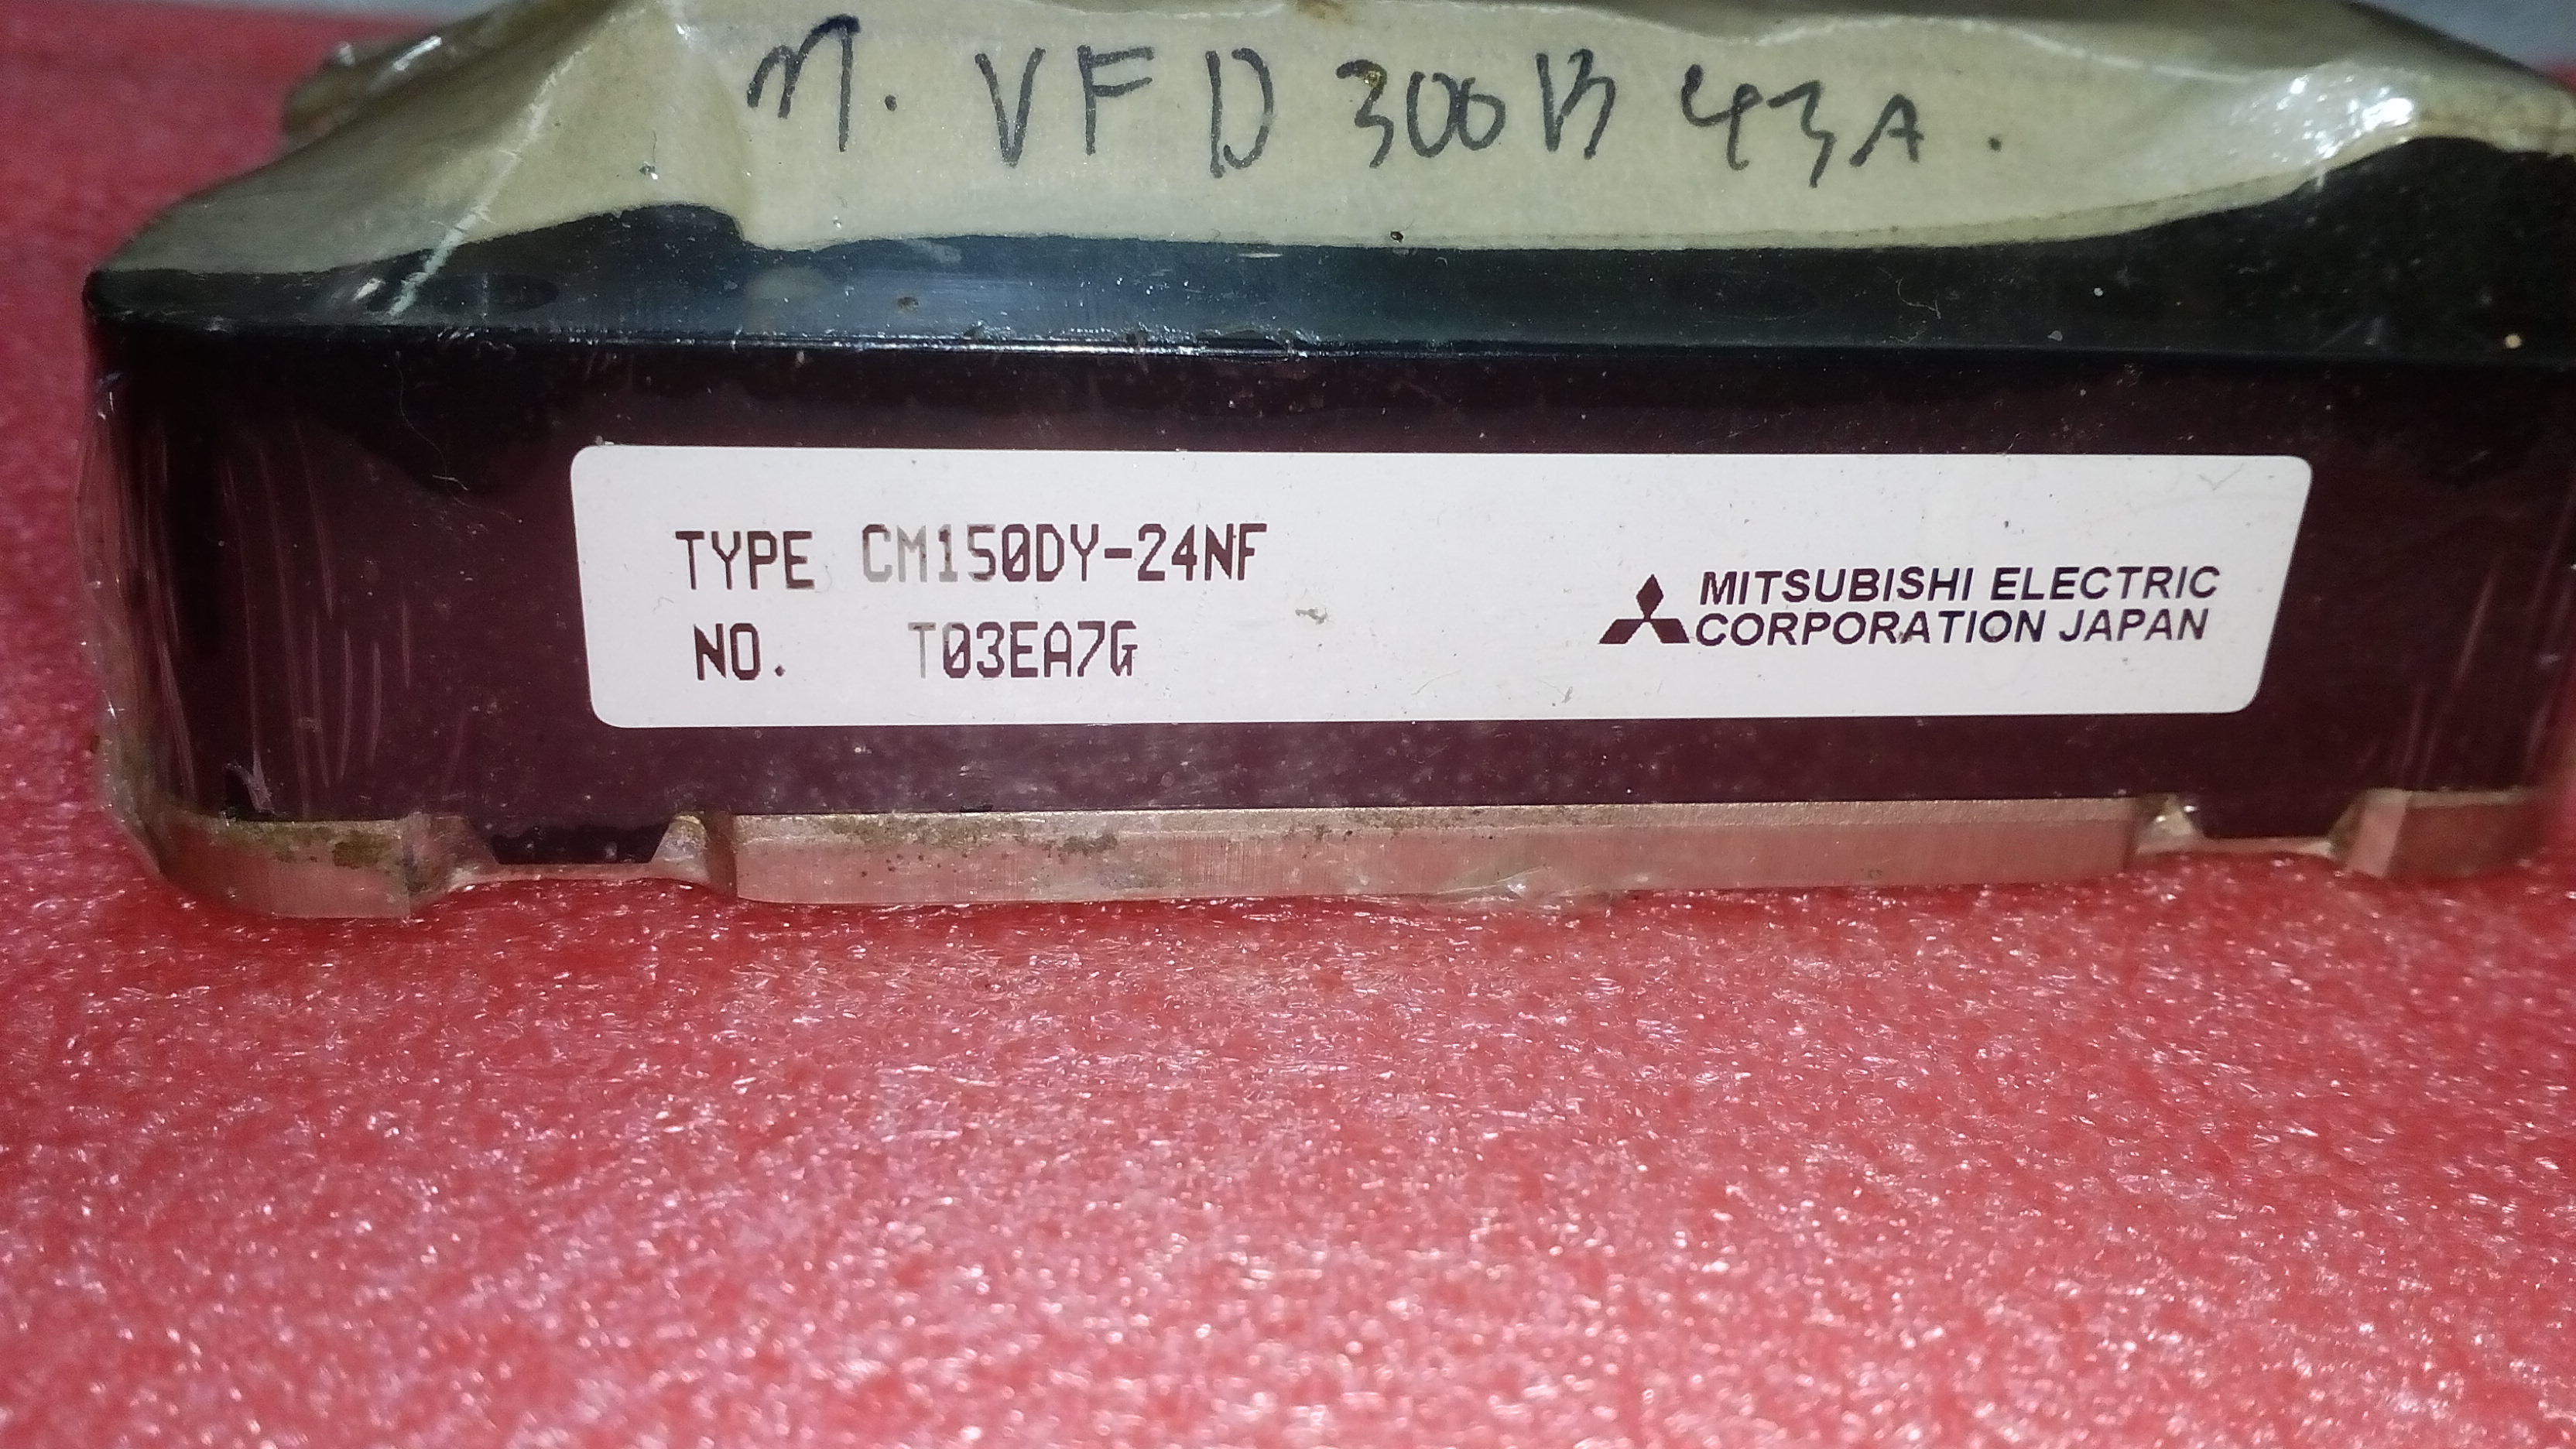 M. VFD 300B 43A.
TYPE CM150DY-24NF
NO. T03EA7G
MITSUBISHI ELECTRIC
CORPORATION JAPAN